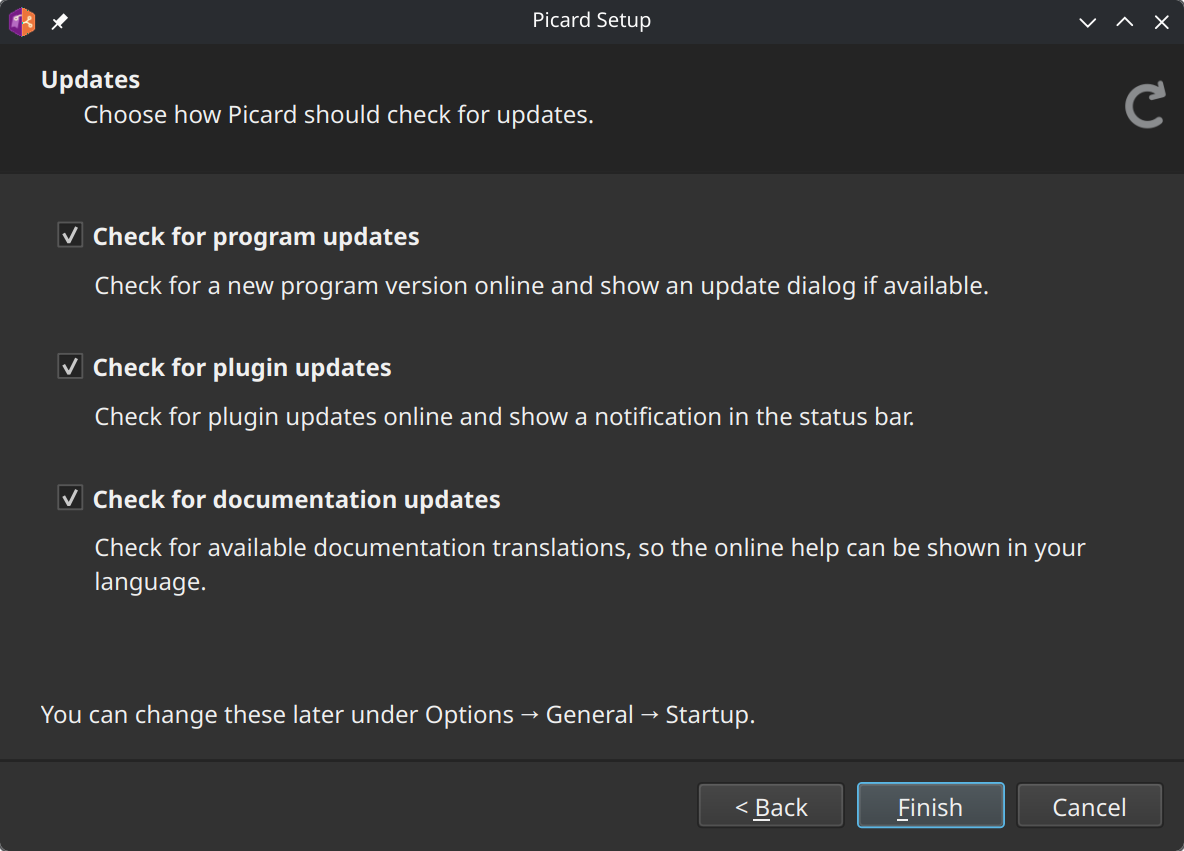 Picard Setup
Updates
Choose how Picard should check for updates.
Check for program updates
Check for a new program version online and show an update dialog if available.
Check for plugin updates
Check for plugin updates online and show a notification in the status bar.
Check for documentation updates
Check for available documentation translations, so the online help can be shown in your
language.
You can change these later under Options → General → Startup.
< Back
Finish
Cancel